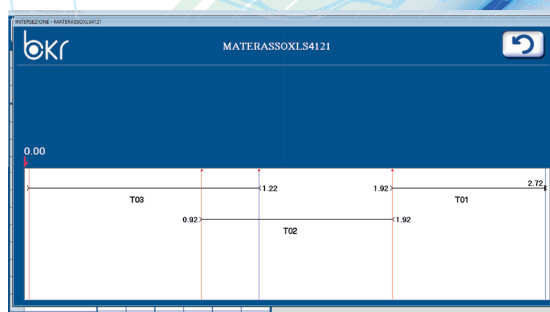 INTERSEZIONE - MATERASSOXLS4121
bkr
MATERASSOXLS4121
0.00
1.22
1.92
2.72
T03
T01
0.92
1.92
T02